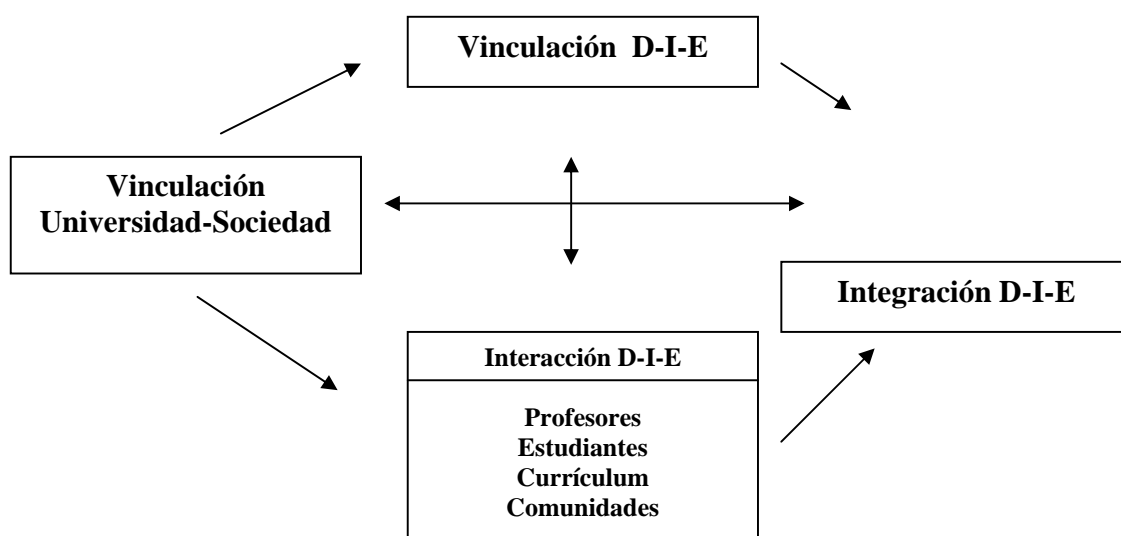 Vinculación D-I-E
Vinculación
Universidad-Sociedad
Integración D-I-E
Interacción D-I-E
Profesores
Estudiantes
Currículum
Comunidades